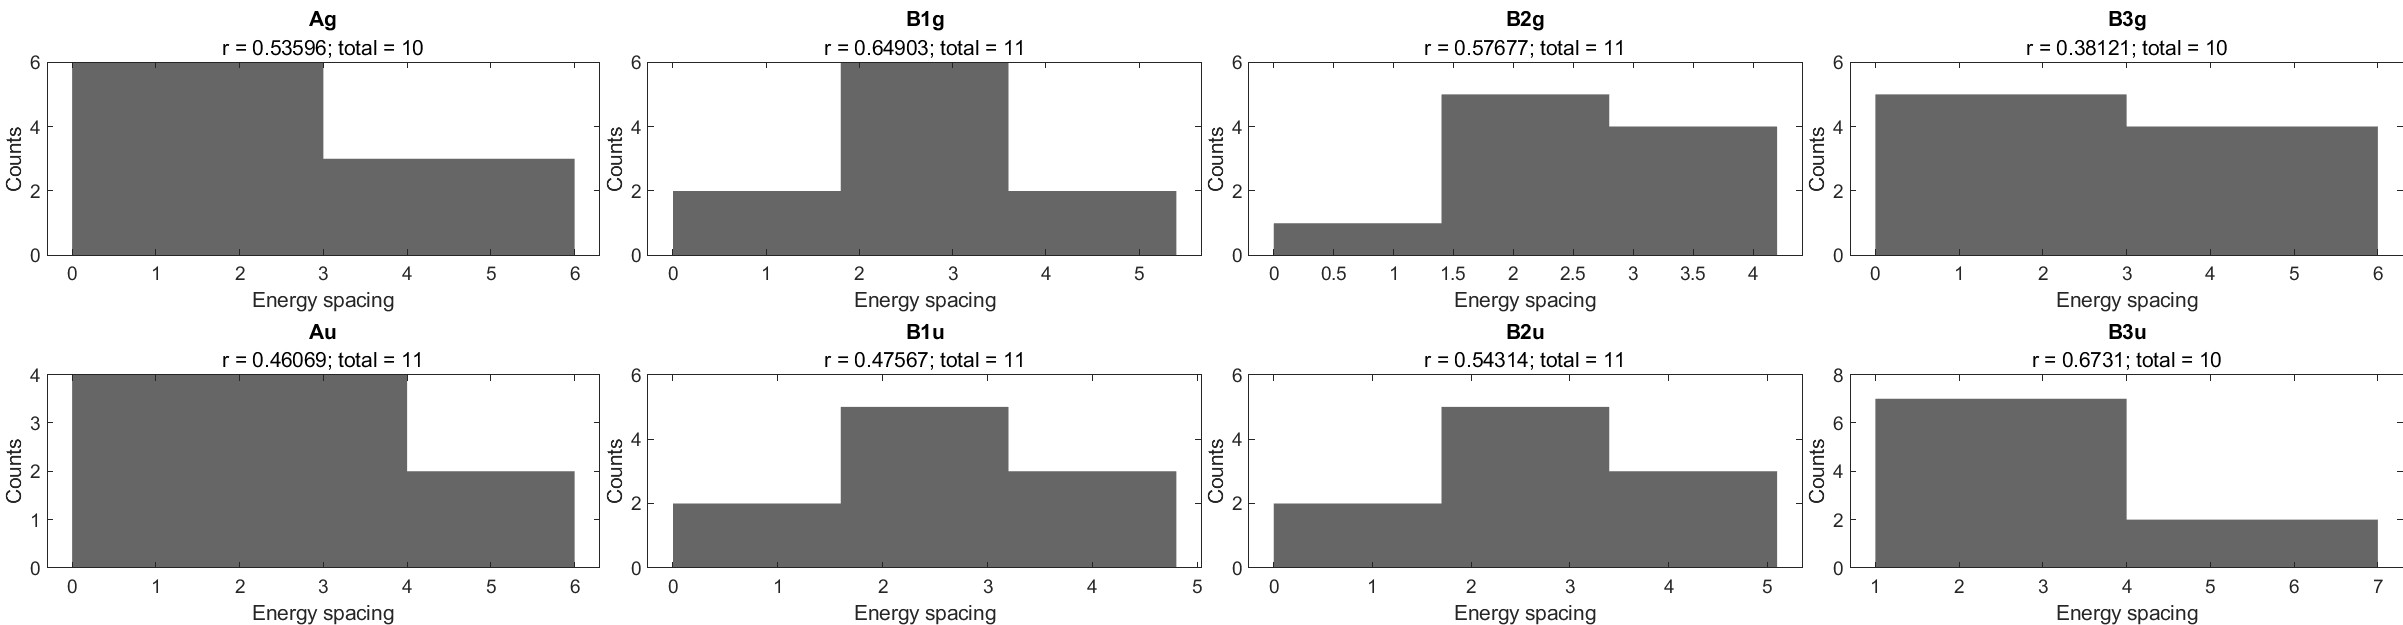 Ag
r = 0.53596; total = 10
6
4
2
0
Counts
0 1 2 3 4 5 6
Energy spacing
B1g
r = 0.64903; total = 11
6
4
2
0
Counts
0 1 2 3 4 5
Energy spacing
B2g
r = 0.57677; total = 11
6
4
2
0
Counts
0 0.5 1 1.5 2 2.5 3 3.5 4
Energy spacing
B3g
r = 0.38121; total = 10
6
4
2
0
Counts
0 1 2 3 4 5 6
Energy spacing
Au
r = 0.46069; total = 11
4
3
2
1
0
Counts
0 1 2 3 4 5 6
Energy spacing
B1u
r = 0.47567; total = 11
6
4
2
0
Counts
0 1 2 3 4 5
Energy spacing
B2u
r = 0.54314; total = 11
6
4
2
0
Counts
0 1 2 3 4 5
Energy spacing
B3u
r = 0.6731; total = 10
8
6
4
2
0
Counts
1 2 3 4 5 6 7
Energy spacing